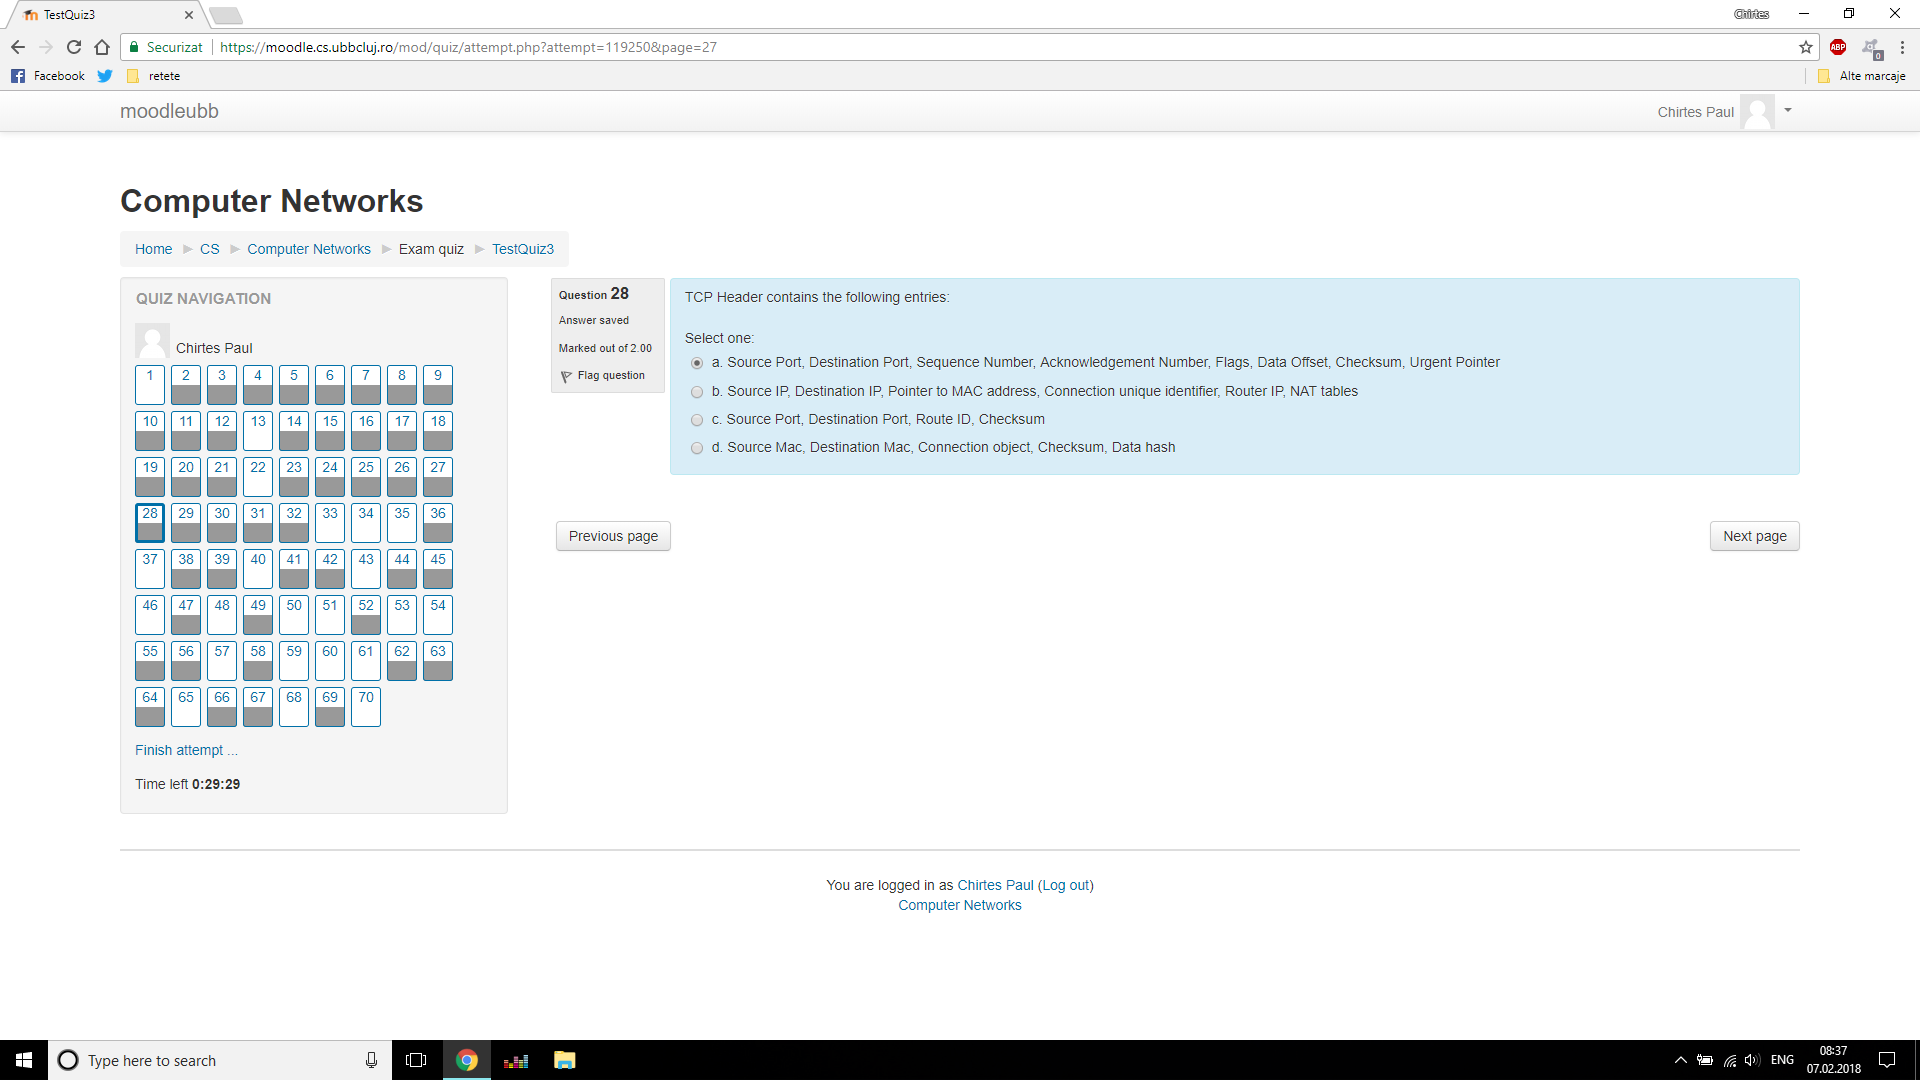 TestQuiz3
Chirtes
Securizat
https://moodle.cs.ubbcluj.ro/mod/quiz/attempt.php?attempt=119250&page=27
ABP
0
Facebook
retete
Alte marcaje
moodleubb
Chirtes Paul
Computer Networks
Home ► CS ► Computer Networks ► Exam quiz ► TestQuiz3
QUIZ NAVIGATION
Chirtes Paul
1 2 3 4 5 6 7 8 9
10 11 12 13 14 15 16 17 18
19 20 21 22 23 24 25 26 27
28 29 30 31 32 33 34 35 36
37 38 39 40 41 42 43 44 45
46 47 48 49 50 51 52 53 54
55 56 57 58 59 60 61 62 63
64 65 66 67 68 69 70
Finish attempt ...
Time left 0:29:29
Question 28
Answer saved
Marked out of 2.00
Flag question
TCP Header contains the following entries:
Select one:
a. Source Port, Destination Port, Sequence Number, Acknowledgement Number, Flags, Data Offset, Checksum, Urgent Pointer
b. Source IP, Destination IP, Pointer to MAC address, Connection unique identifier, Router IP, NAT tables
c. Source Port, Destination Port, Route ID, Checksum
d. Source Mac, Destination Mac, Connection object, Checksum, Data hash
Previous page
Next page
You are logged in as Chirtes Paul (Log out)
Computer Networks
Type here to search
ENG
08:37
07.02.2018